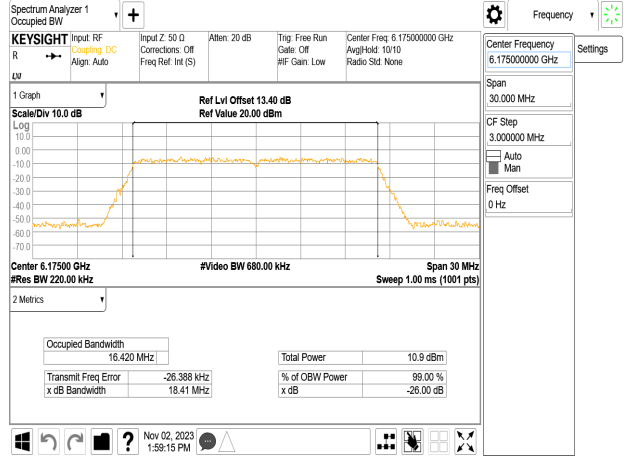 Spectrum Analyzer 1
Occupied BW
Frequency
KEYSIGHT
R
LXI
Input: RF
Coupling: DC
Align: Auto
Input Z: 50 Ω
Corrections: Off
Freq Ref: Int (S)
Atten: 20 dB
Trig: Free Run
Gate: Off
#IF Gain: Low
Center Freq: 6.175000000 GHz
Avg|Hold: 10/10
Radio Std: None
Center Frequency
6.175000000 GHz
Settings
Span
30.000 MHz
CF Step
3.000000 MHz
Auto
Man
Freq Offset
0 Hz
1 Graph
Ref Lvl Offset 13.40 dB
Scale/Div 10.0 dB
Ref Value 20.00 dBm
Log
10.0
0.00
-10.0
-20.0
-30.0
-40.0
-50.0
-60.0
-70.0
Center 6.17500 GHz
#Video BW 680.00 kHz
Span 30 MHz
#Res BW 220.00 kHz
Sweep 1.00 ms (1001 pts)
2 Metrics
Occupied Bandwidth
16.420 MHz
Total Power 10.9 dBm
Transmit Freq Error -26.388 kHz
% of OBW Power 99.00 %
x dB Bandwidth 18.41 MHz
x dB -26.00 dB
?
Nov 02, 2023
1:59:15 PM